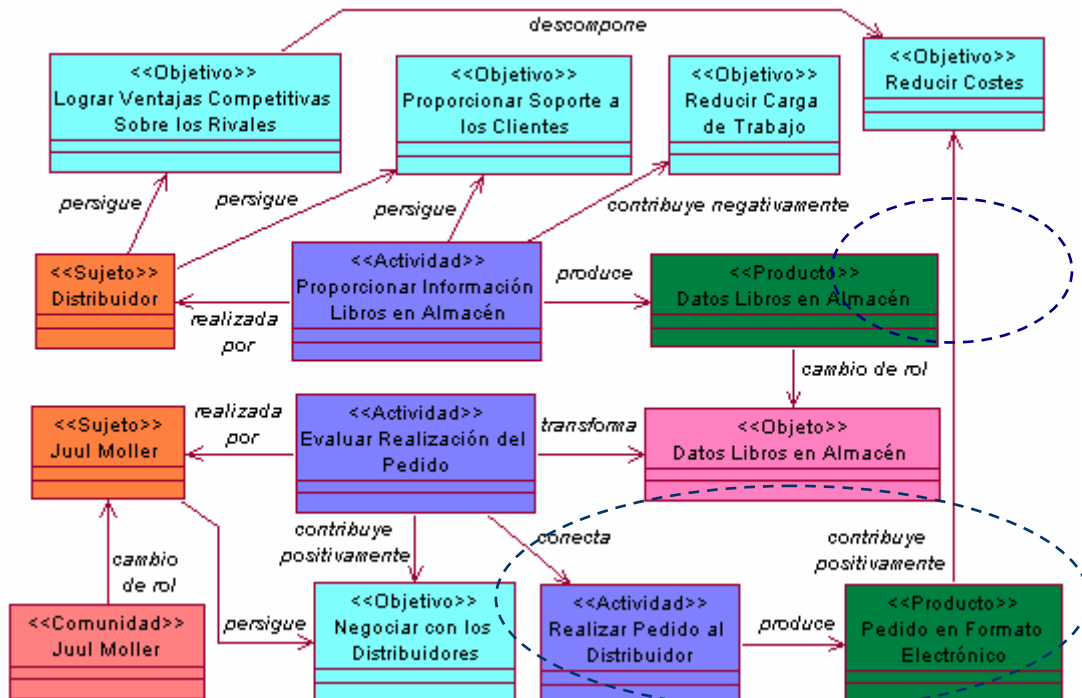 descompone
<<Objetivo>>
Lograr Ventajas Competitivas
Sobre los Rivales
<<Objetivo>>
Proporcionar Soporte a
los Clientes
<<Objetivo>>
Reducir Carga
de Trabajo
<<Objetivo>>
Reducir Costes
persigue
persigue
persigue
contribuye negativamente
<<Sujeto>>
Distribuidor
realizada
por
<<Actividad>>
Proporcionar Información
Libros en Almacén
produce
<<Producto>>
Datos Libros en Almacén
cambio de rol
<<Sujeto>>
Juul Moller
realizada
por
<<Actividad>>
Evaluar Realización del
Pedido
transforma
<<Objeto>>
Datos Libros en Almacén
cambio
de rol
contribuye
positivamente
conecta
contribuye
positivamente
<<Comunidad>>
Juul Moller
persigue
<<Objetivo>>
Negociar con los
Distribuidores
<<Actividad>>
Realizar Pedido al
Distribuidor
produce
<<Producto>>
Pedido en Formato
Electrónico